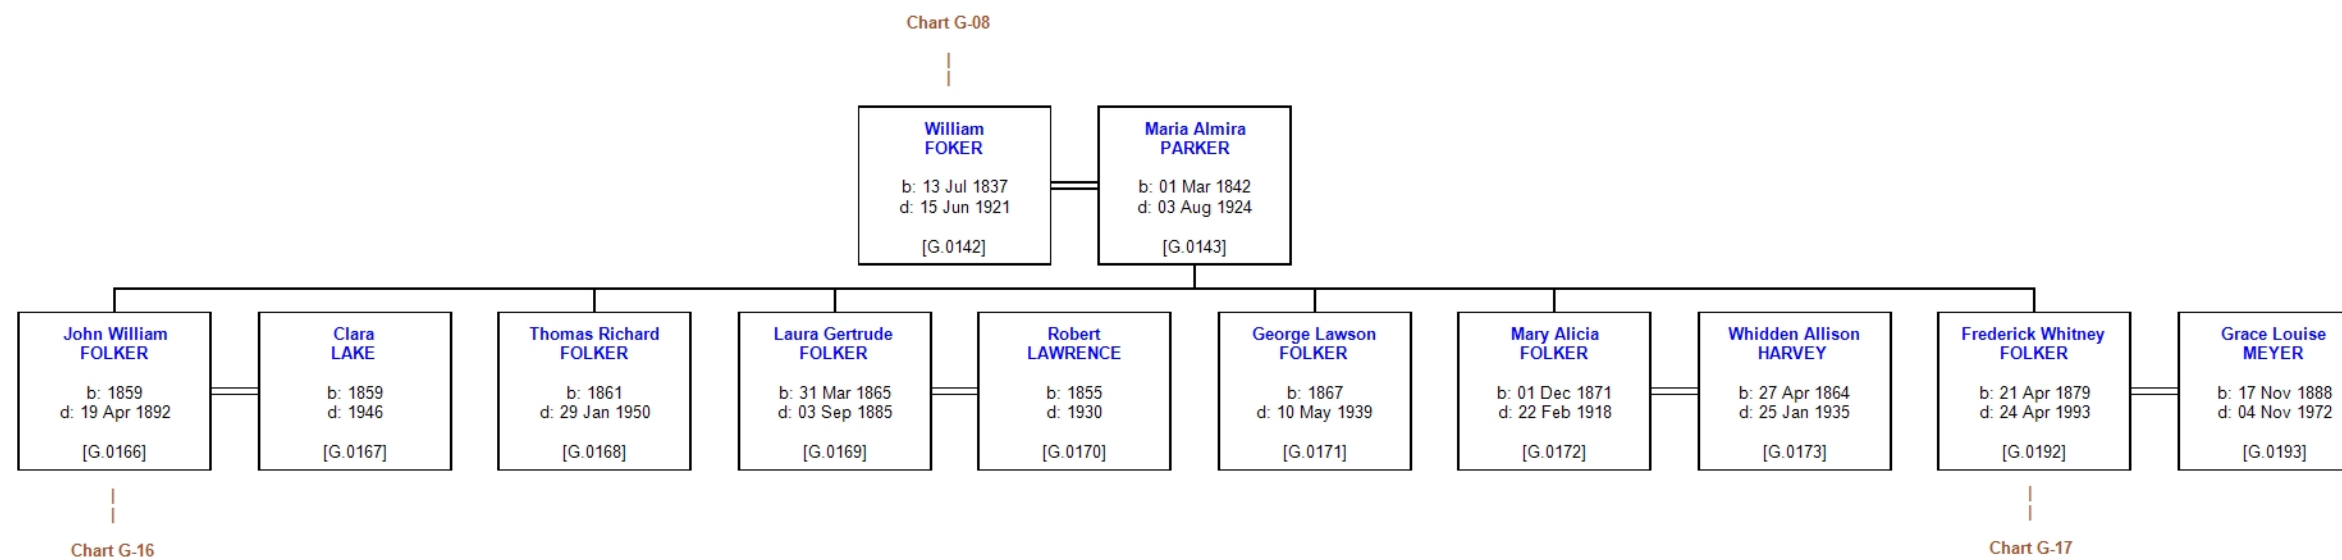 Chart G-08
William
FOKER
b: 13 Jul 1837
d: 15 Jun 1921
[G.0142]
Maria Almira
PARKER
b: 01 Mar 1842
d: 03 Aug 1924
[G.0143]
John William
FOLKER
b: 1859
d: 19 Apr 1892
[G.0166]
Clara
LAKE
b: 1859
d: 1946
[G.0167]
Thomas Richard
FOLKER
b: 1861
d: 29 Jan 1950
[G.0168]
Laura Gertrude
FOLKER
b: 31 Mar 1865
d: 03 Sep 1885
[G.0169]
Robert
LAWRENCE
b: 1855
d: 1930
[G.0170]
George Lawson
FOLKER
b: 1867
d: 10 May 1939
[G.0171]
Mary Alicia
FOLKER
b: 01 Dec 1871
d: 22 Feb 1918
[G.0172]
Whidden Allison
HARVEY
b: 27 Apr 1864
d: 25 Jan 1935
[G.0173]
Frederick Whitney
FOLKER
b: 21 Apr 1879
d: 24 Apr 1993
[G.0192]
Grace Louise
MEYER
b: 17 Nov 1888
d: 04 Nov 1972
[G.0193]
Chart G-16
Chart G-17